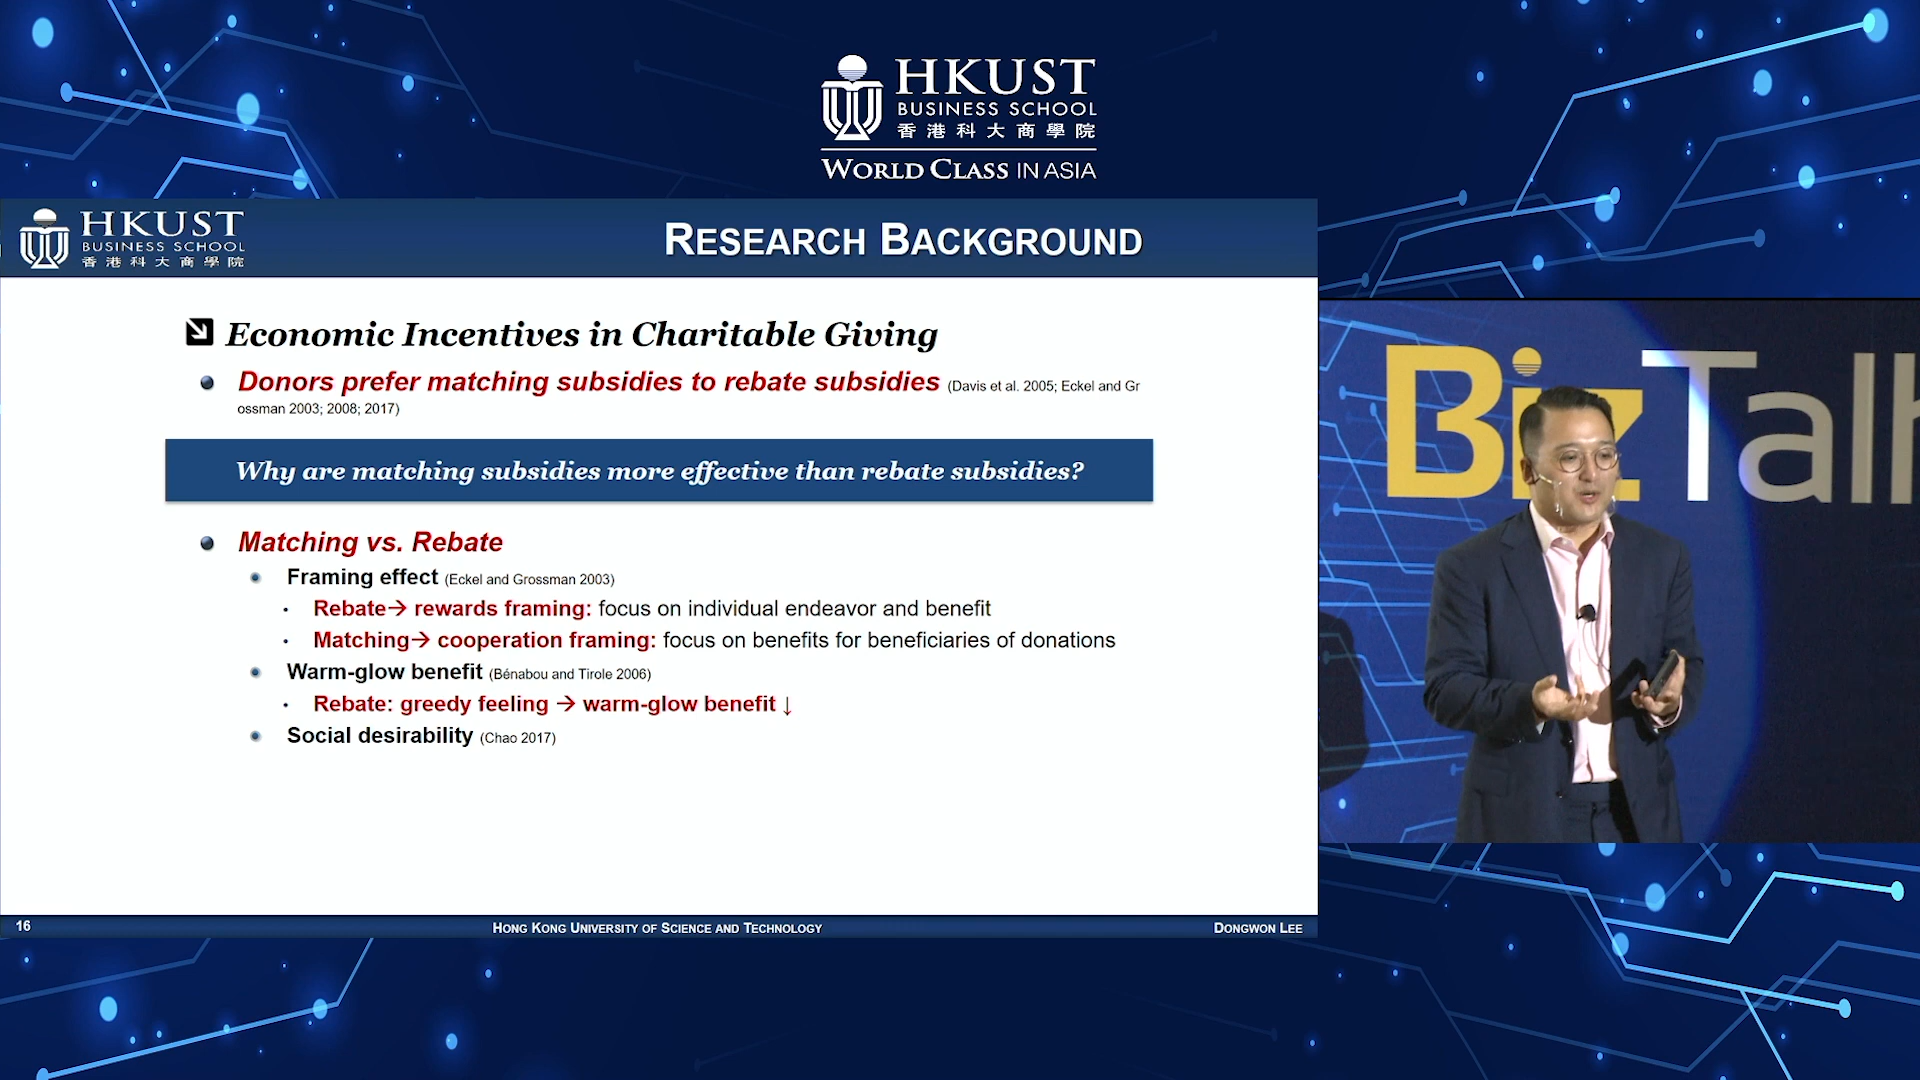 HKUST
BUSINESS SCHOOL
香港科大商學院
WORLD CLASS IN ASIA
HKUST
BUSINESS SCHOOL
香港科大商學院
RESEARCH BACKGROUND
Economic Incentives in Charitable Giving
Donors prefer matching subsidies to rebate subsidies (Davis et al. 2005; Eckel and Gr
ossman 2003; 2008; 2017)
Why are matching subsidies more effective than rebate subsidies?
Matching vs. Rebate
Framing effect (Eckel and Grossman 2003)
Rebate→ rewards framing: focus on individual endeavor and benefit
Matching→ cooperation framing: focus on benefits for beneficiaries of donations
Warm-glow benefit (Bénabou and Tirole 2006)
Rebate: greedy feeling → warm-glow benefit ↓
Social desirability (Chao 2017)
16
HONG KONG UNIVERSITY OF SCIENCE AND TECHNOLOGY
DONGWON LEE
BizTalk